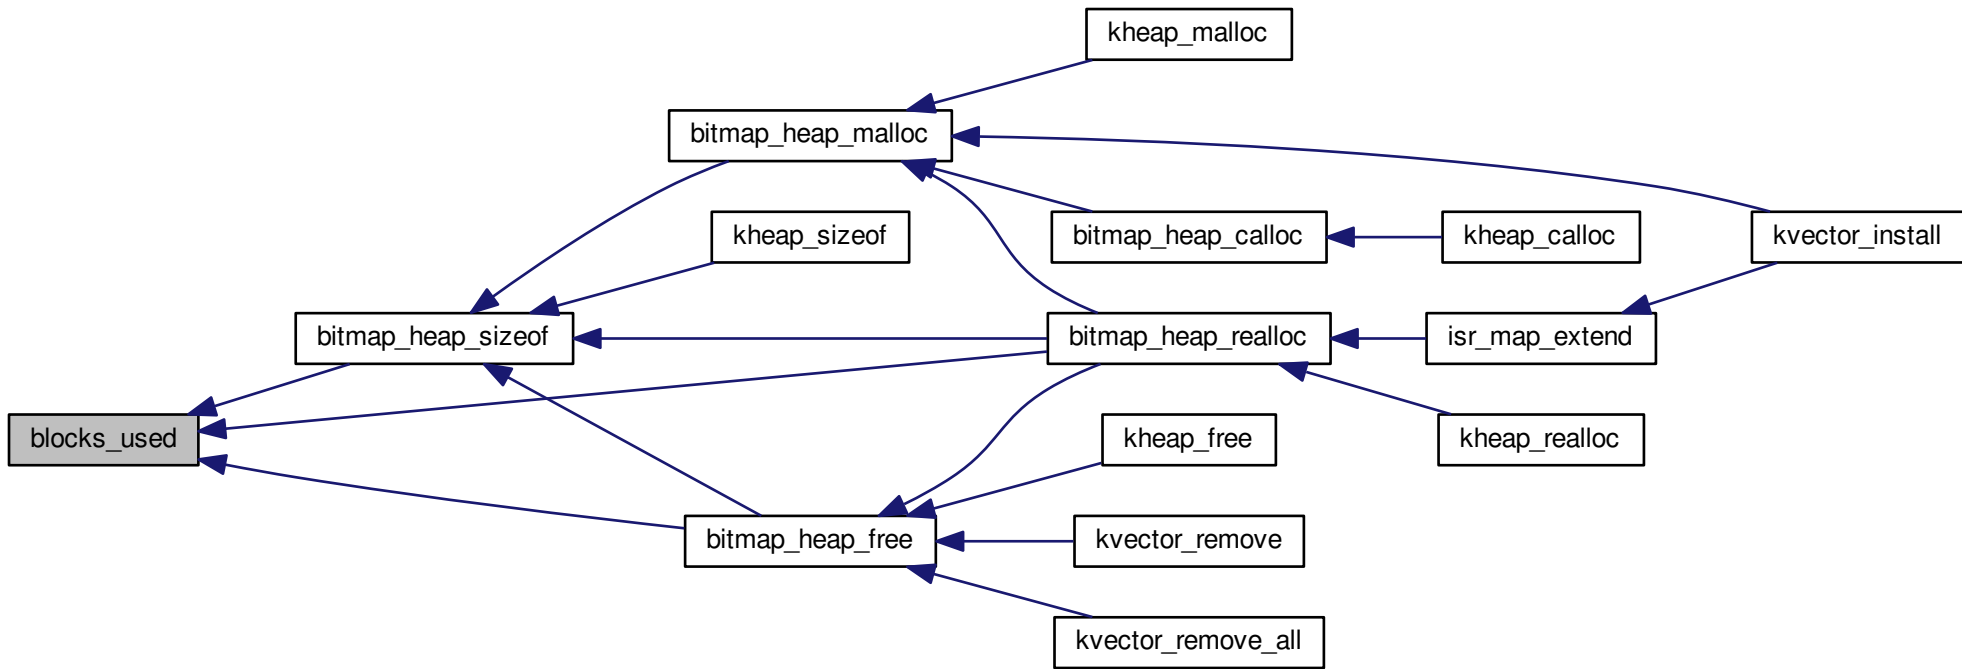 kheap_malloc
bitmap_heap_malloc
kheap_sizeof
bitmap_heap_calloc
kheap_calloc
kvector_install
bitmap_heap_sizeof
bitmap_heap_realloc
isr_map_extend
blocks_used
kheap_free
kheap_realloc
bitmap_heap_free
kvector_remove
kvector_remove_all